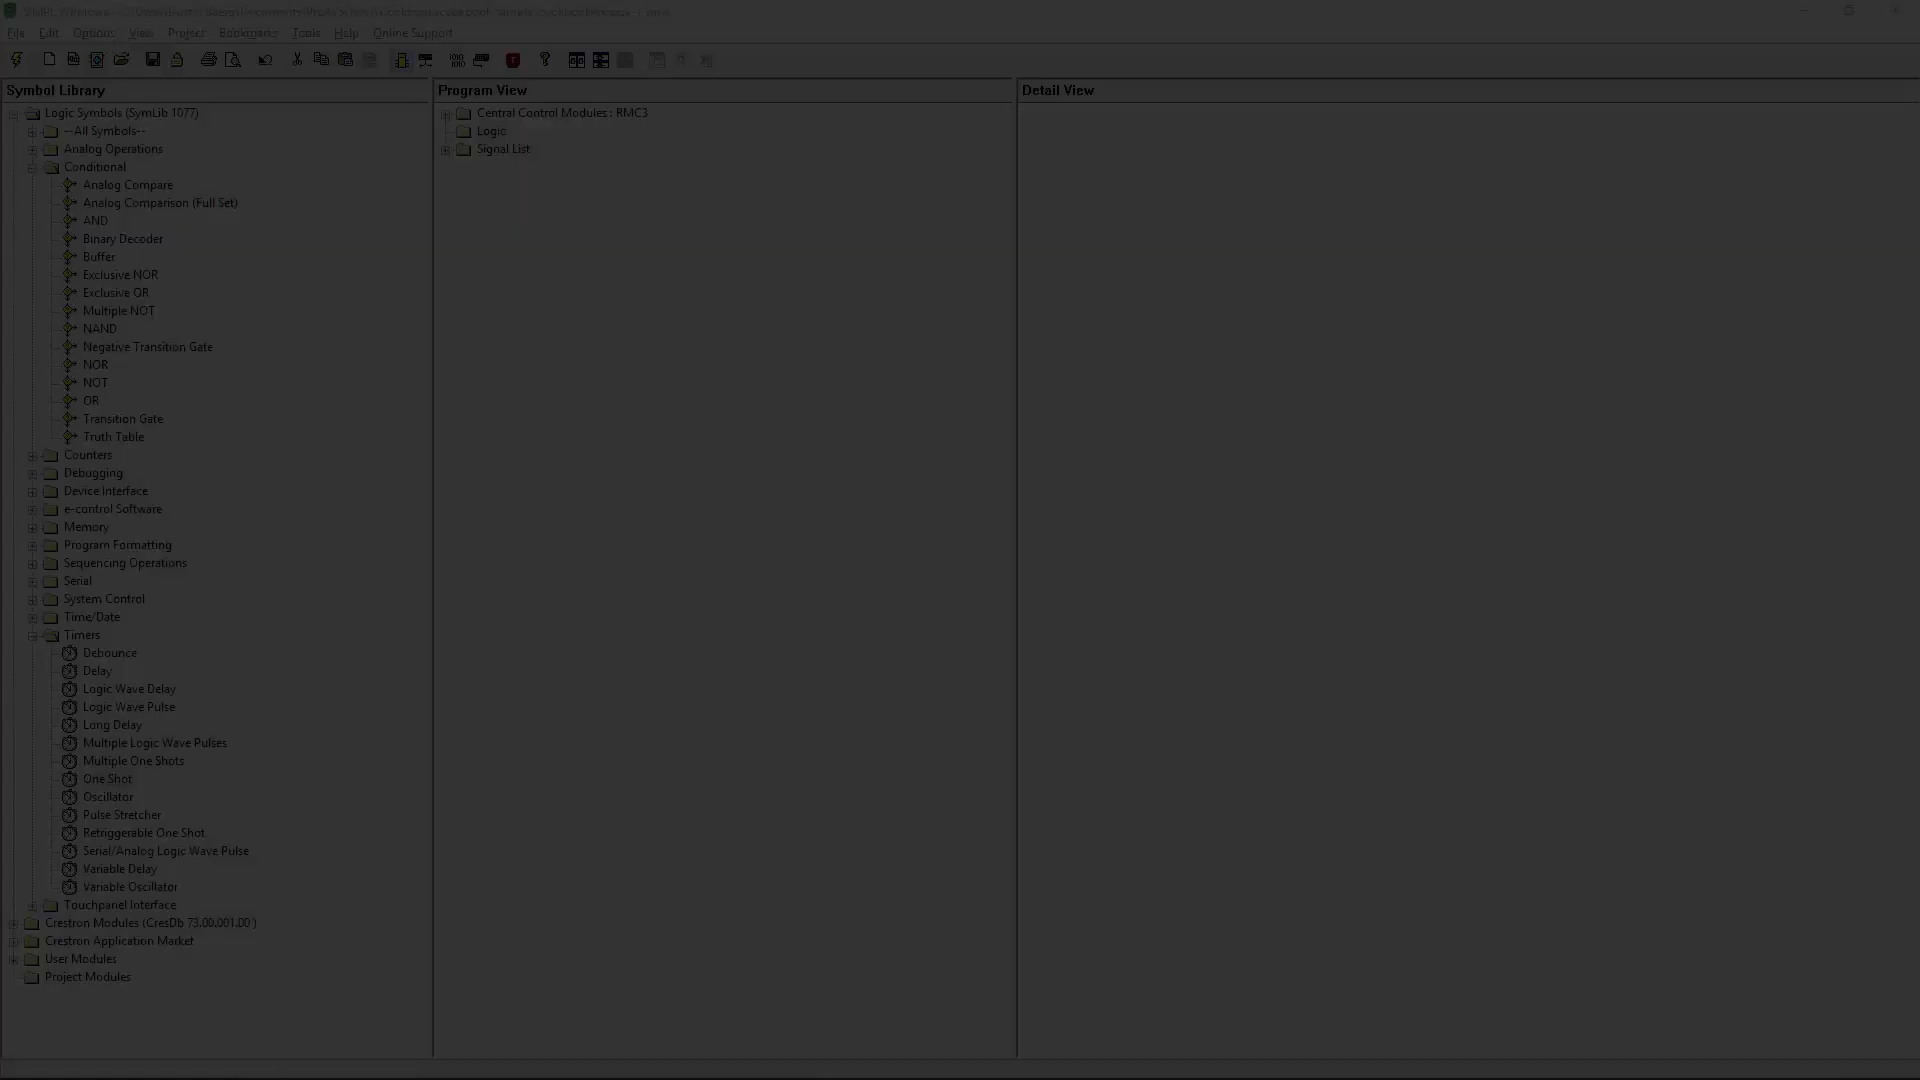 File Edit Options View Project Bookmarks Tools Help Online Support
Symbol Library
Logic Symbols (SymLib 1077)
--All Symbols--
Analog Operations
Conditional
Analog Compare
Analog Comparison (Full Set)
AND
Binary Decoder
Buffer
Exclusive NOR
Exclusive OR
Multiple NOT
NAND
Negative Transition Gate
NOR
NOT
OR
Transition Gate
Truth Table
Counters
Debugging
Device Interface
e-control Software
Memory
Program Formatting
Sequencing Operations
Serial
System Control
Time/Date
Timers
Debounce
Delay
Logic Wave Delay
Logic Wave Pulse
Long Delay
Multiple Logic Wave Pulses
Multiple One Shots
One Shot
Oscillator
Pulse Stretcher
Retriggerable One Shot
Serial/Analog Logic Wave Pulse
Variable Delay
Variable Oscillator
Touchpanel Interface
Crestron Modules (CresDb 73.00.001.00 )
Crestron Application Market
User Modules
Project Modules
Program View
Central Control Modules : RMC3
Logic
Signal List
Detail View